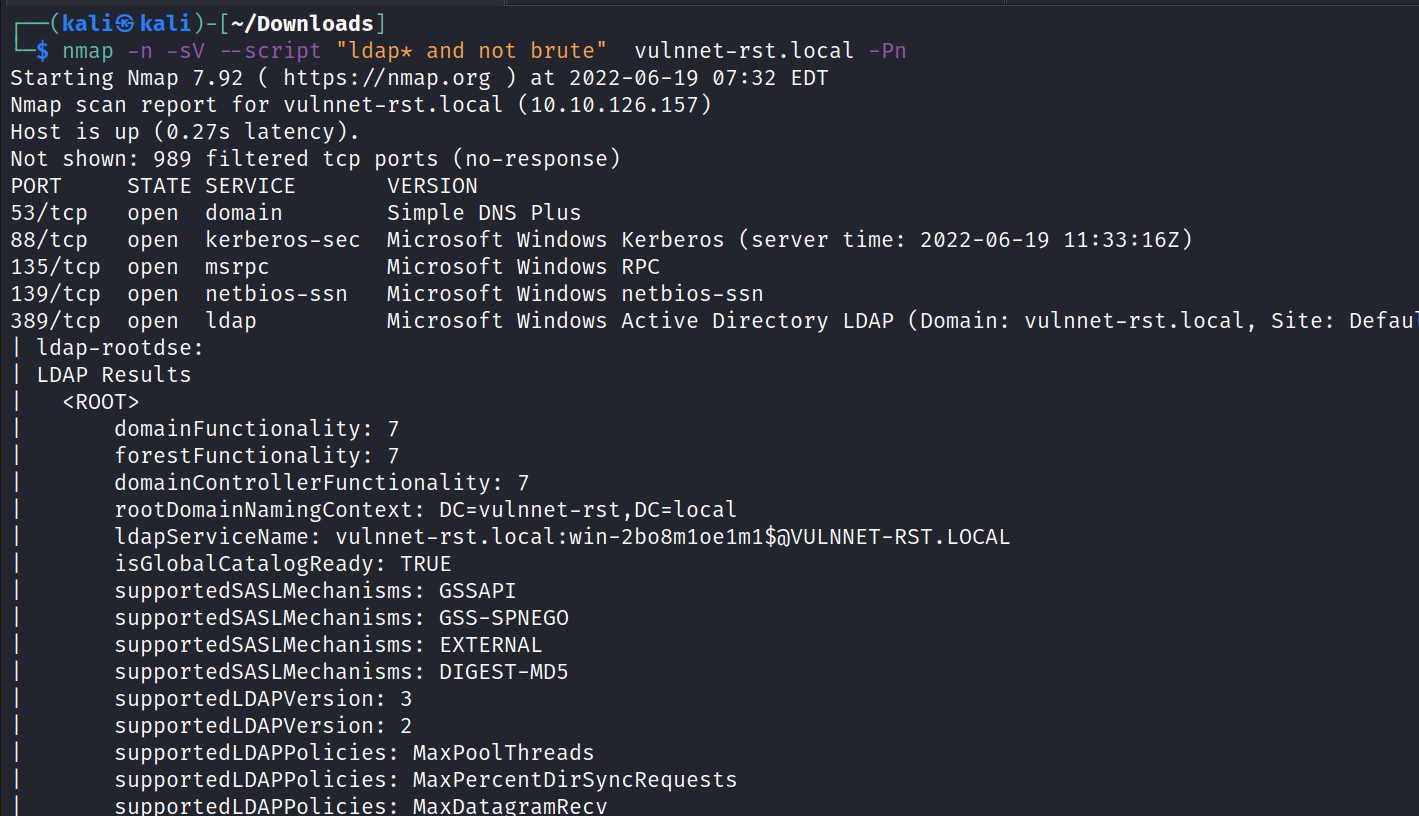 ┌──(kali㉿kali)-[~/Downloads]
└─$ nmap -n -sV --script "ldap* and not brute"  vulnnet-rst.local -Pn
Starting Nmap 7.92 ( https://nmap.org ) at 2022-06-19 07:32 EDT
Nmap scan report for vulnnet-rst.local (10.10.126.157)
Host is up (0.27s latency).
Not shown: 989 filtered tcp ports (no-response)
PORT     STATE SERVICE       VERSION
53/tcp   open  domain        Simple DNS Plus
88/tcp   open  kerberos-sec  Microsoft Windows Kerberos (server time: 2022-06-19 11:33:16Z)
135/tcp  open  msrpc         Microsoft Windows RPC
139/tcp  open  netbios-ssn   Microsoft Windows netbios-ssn
389/tcp  open  ldap          Microsoft Windows Active Directory LDAP (Domain: vulnnet-rst.local, Site: Defaul
| ldap-rootdse:
| LDAP Results
|   <ROOT>
|       domainFunctionality: 7
|       forestFunctionality: 7
|       domainControllerFunctionality: 7
|       rootDomainNamingContext: DC=vulnnet-rst,DC=local
|       ldapServiceName: vulnnet-rst.local:win-2bo8m1oe1m1$@VULNNET-RST.LOCAL
|       isGlobalCatalogReady: TRUE
|       supportedSASLMechanisms: GSSAPI
|       supportedSASLMechanisms: GSS-SPNEGO
|       supportedSASLMechanisms: EXTERNAL
|       supportedSASLMechanisms: DIGEST-MD5
|       supportedLDAPVersion: 3
|       supportedLDAPVersion: 2
|       supportedLDAPPolicies: MaxPoolThreads
|       supportedLDAPPolicies: MaxPercentDirSyncRequests
|       supportedLDAPPolicies: MaxDatagramRecv